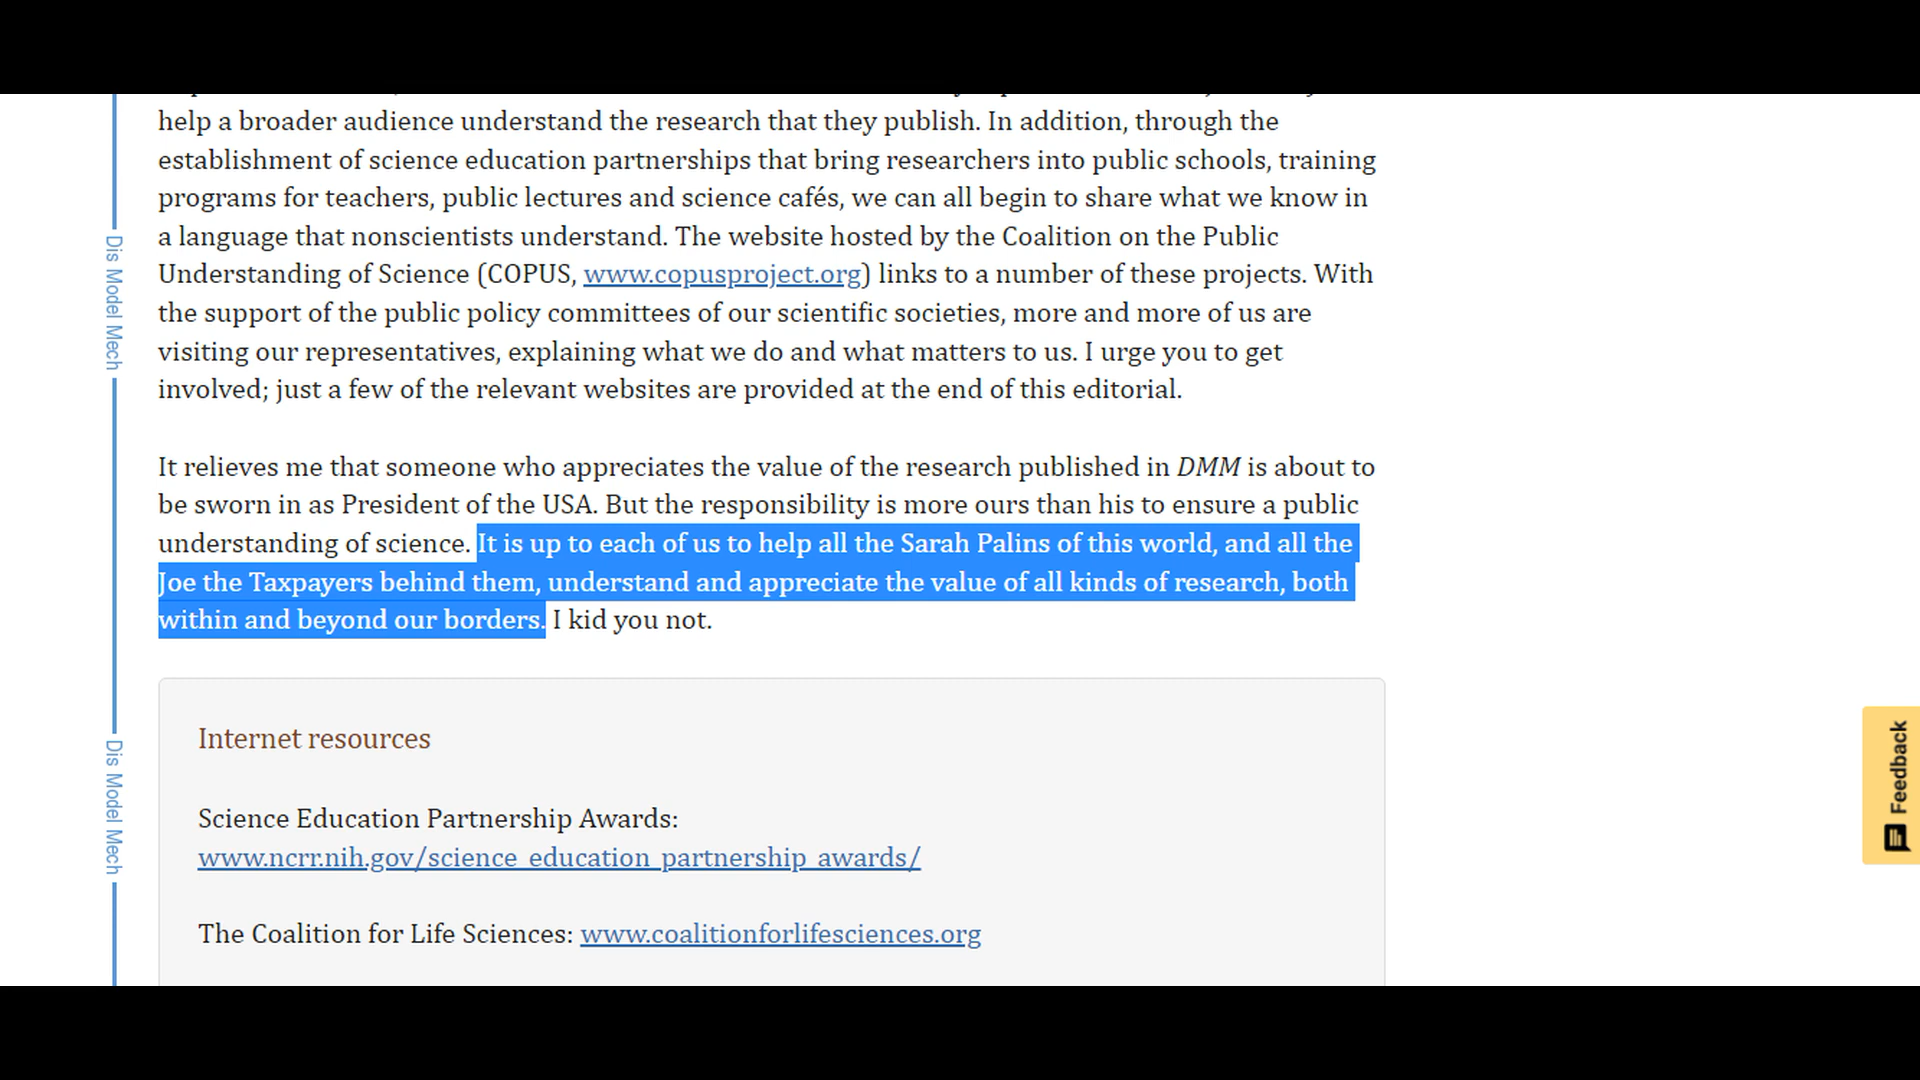 help a broader audience understand the research that they publish. In addition, through the
establishment of science education partnerships that bring researchers into public schools, training
programs for teachers, public lectures and science cafés, we can all begin to share what we know in
a language that nonscientists understand. The website hosted by the Coalition on the Public
Understanding of Science (COPUS, www.copusproject.org) links to a number of these projects. With
the support of the public policy committees of our scientific societies, more and more of us are
visiting our representatives, explaining what we do and what matters to us. I urge you to get
involved; just a few of the relevant websites are provided at the end of this editorial.
It relieves me that someone who appreciates the value of the research published in DMM is about to
be sworn in as President of the USA. But the responsibility is more ours than his to ensure a public
understanding of science. It is up to each of us to help all the Sarah Palins of this world, and all the
Joe the Taxpayers behind them, understand and appreciate the value of all kinds of research, both
within and beyond our borders. I kid you not.
Internet resources
Science Education Partnership Awards:
www.ncrr.nih.gov/science_education_partnership_awards/
The Coalition for Life Sciences: www.coalitionforlifesciences.org
Dis Model Mech
Dis Model Mech
Feedback